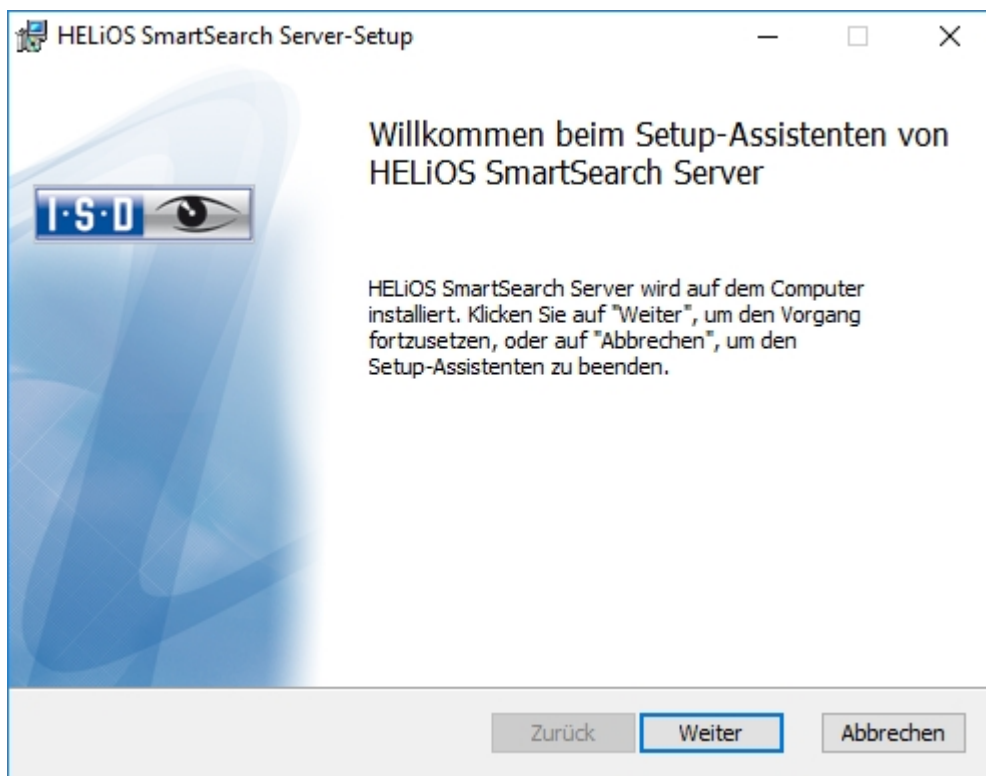 HELiOS SmartSearch Server-Setup
Willkommen beim Setup-Assistenten von
HELiOS SmartSearch Server
I·S·D
HELiOS SmartSearch Server wird auf dem Computer
installiert. Klicken Sie auf "Weiter", um den Vorgang
fortzusetzen, oder auf "Abbrechen", um den
Setup-Assistenten zu beenden.
Zurück
Weiter
Abbrechen